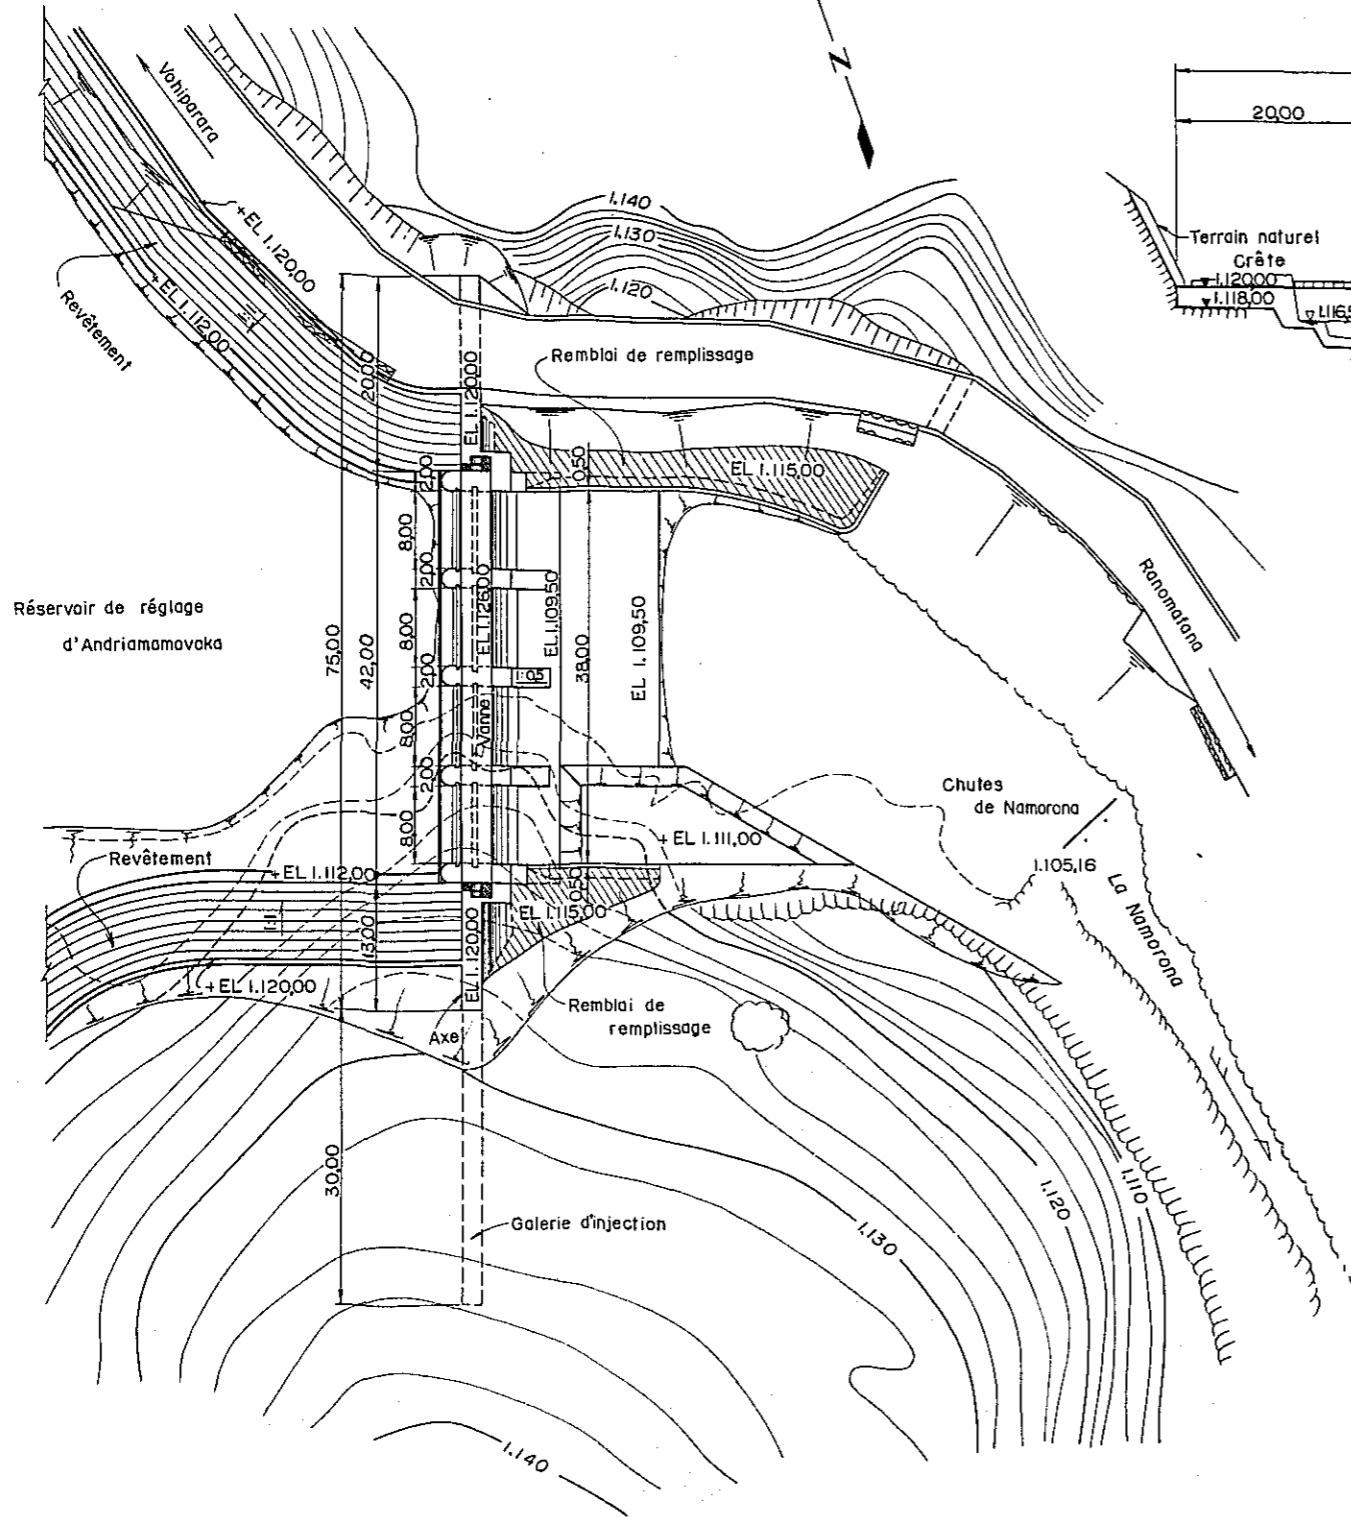 N
20,00
Vohiparara
1.140
1.130
1.120
Terrain naturel
Crête
1.120,00
1.118,00
+EL 1.120,00
+EL 1.112,00
Revêtement
20,00
EL 1.120,00
Remblai de remplissage
0,50
EL 1.115,00
2,00
8,00
2,00
8,00
2,00
8,00
2,00
8,00
75,00
42,00
EL 1.126,00
Vanne
1:0,5
EL 1.109,50
38,00
EL 1.109,50
Ranomafana
Réservoir de réglage
d'Andriamamovoka
Chutes
de Namorona
1.105,16
La Namorona
+EL 1.111,00
Revêtement
+EL 1.112,00
1:1
13,00
0,50
EL 1.115,00
EL 1.120,00
+EL 1.120,00
Axe
Remblai de
remplissage
30,00
Galerie d'injection
1.110
1.120
1.130
1.140